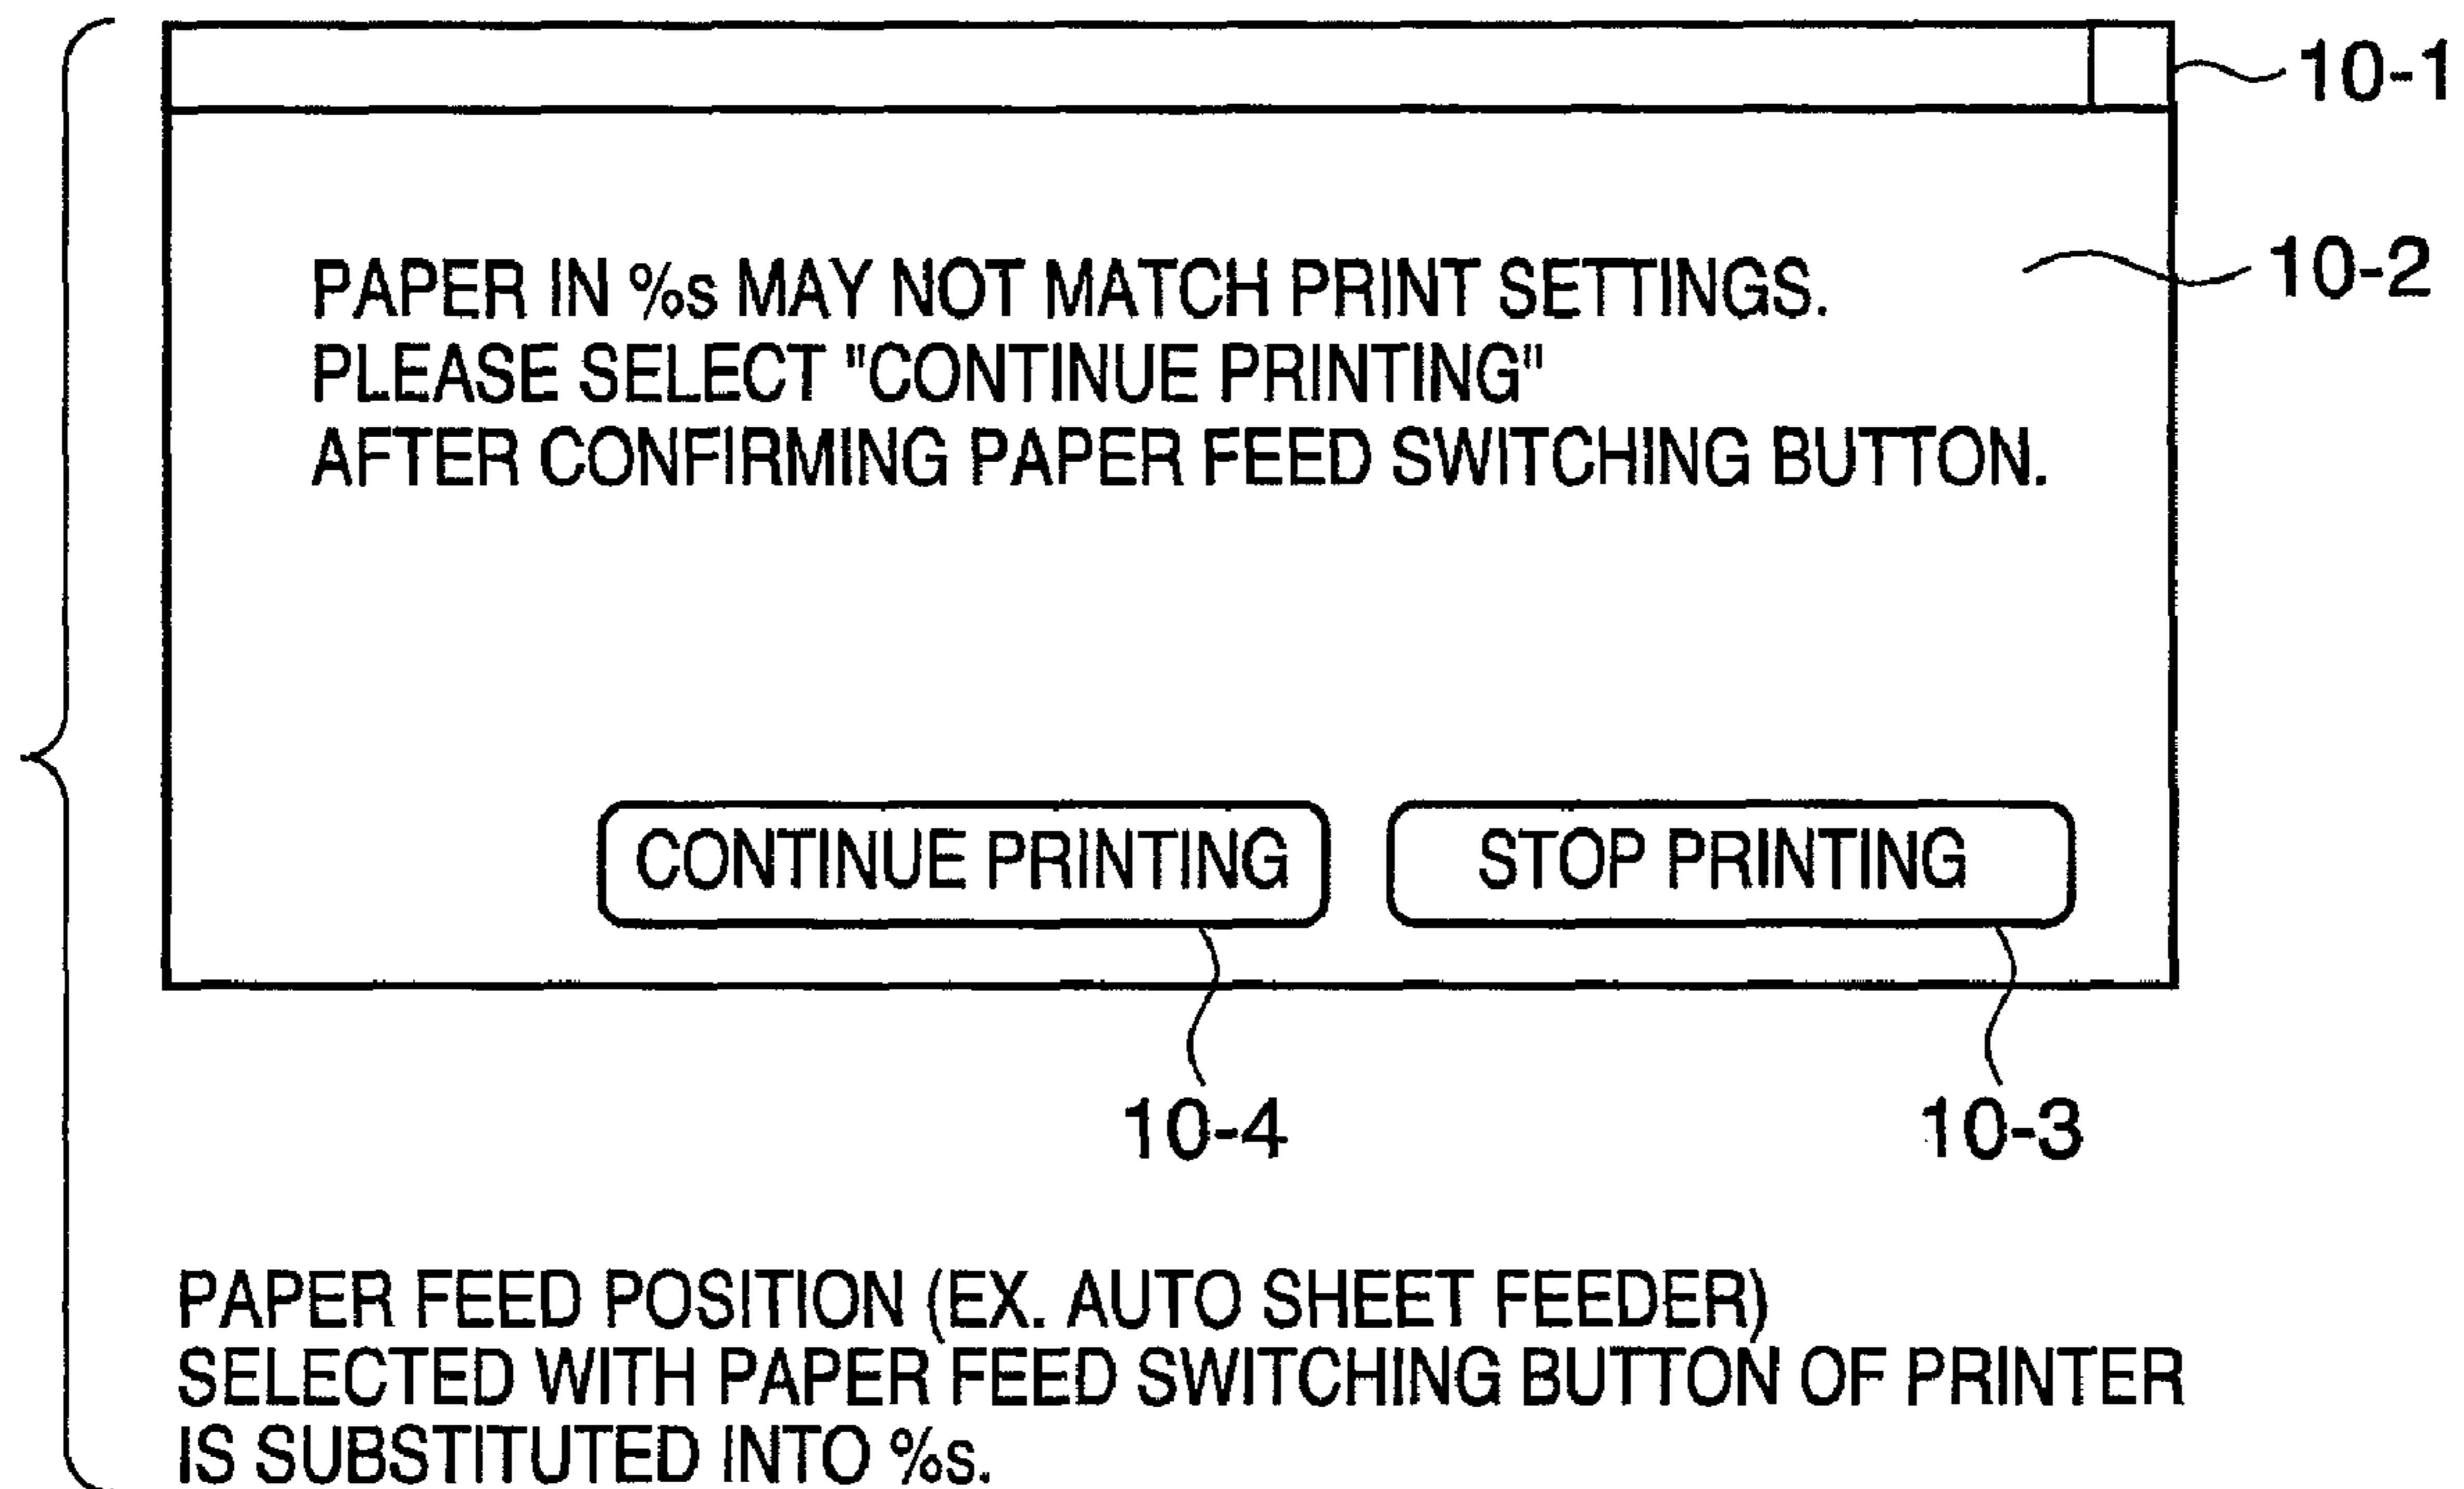 10-1
10-2
PAPER IN %s MAY NOT MATCH PRINT SETTINGS.
PLEASE SELECT "CONTINUE PRINTING"
AFTER CONFIRMING PAPER FEED SWITCHING BUTTON.
CONTINUE PRINTING
STOP PRINTING
10-4
10-3
PAPER FEED POSITION (EX. AUTO SHEET FEEDER)
SELECTED WITH PAPER FEED SWITCHING BUTTON OF PRINTER
IS SUBSTITUTED INTO %s.